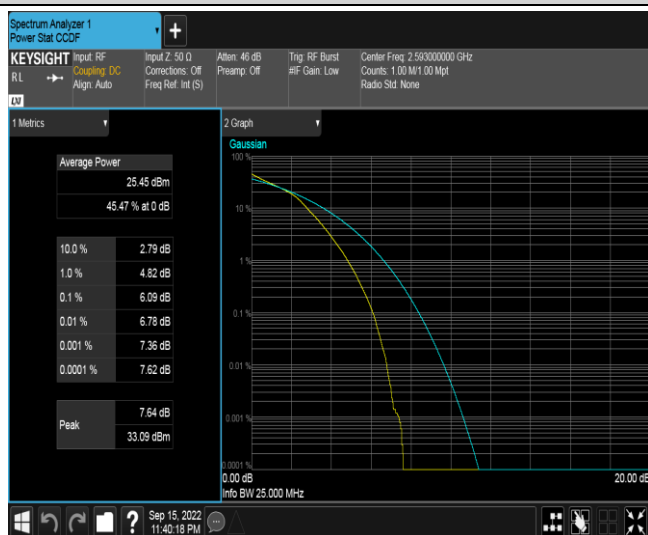 Spectrum Analyzer 1
Power Stat CCDF
KEYSIGHT
RL
LXI
Input: RF
Coupling: DC
Align: Auto
Input Z: 50 Ω
Corrections: Off
Freq Ref: Int (S)
Atten: 46 dB
Preamp: Off
Trig: RF Burst
#IF Gain: Low
Center Freq: 2.593000000 GHz
Counts: 1.00 M/1.00 Mpt
Radio Std: None
1 Metrics
Average Power
25.45 dBm
45.47 % at 0 dB
10.0 % 2.79 dB
1.0 % 4.82 dB
0.1 % 6.09 dB
0.01 % 6.78 dB
0.001 % 7.36 dB
0.0001 % 7.62 dB
Peak
7.64 dB
33.09 dBm
2 Graph
Gaussian
100 %
10 %
1 %
0.1 %
0.01 %
0.001 %
0.0001 %
0.00 dB
20.00 dB
Info BW 25.000 MHz
?
Sep 15, 2022
11:40:18 PM